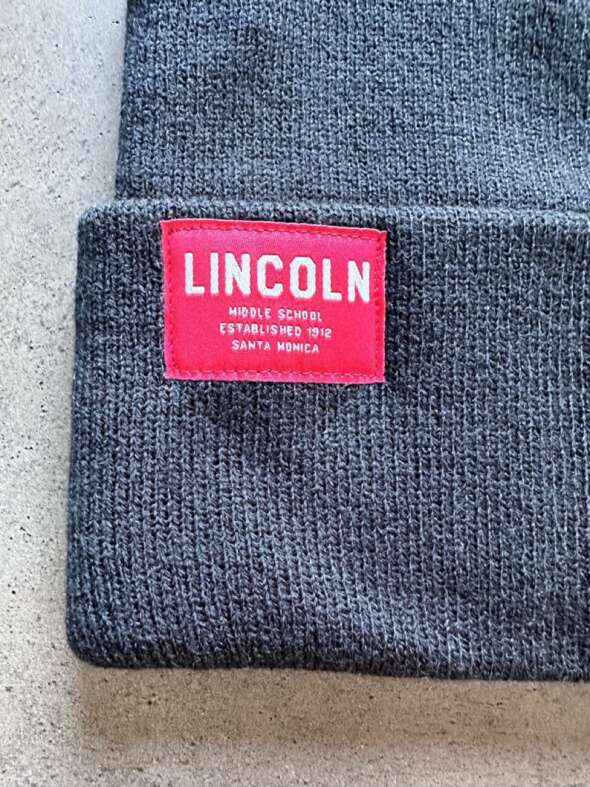 LINCOLN
MIDDLE SCHOOL
ESTABLISHED 1912
SANTA MONICA